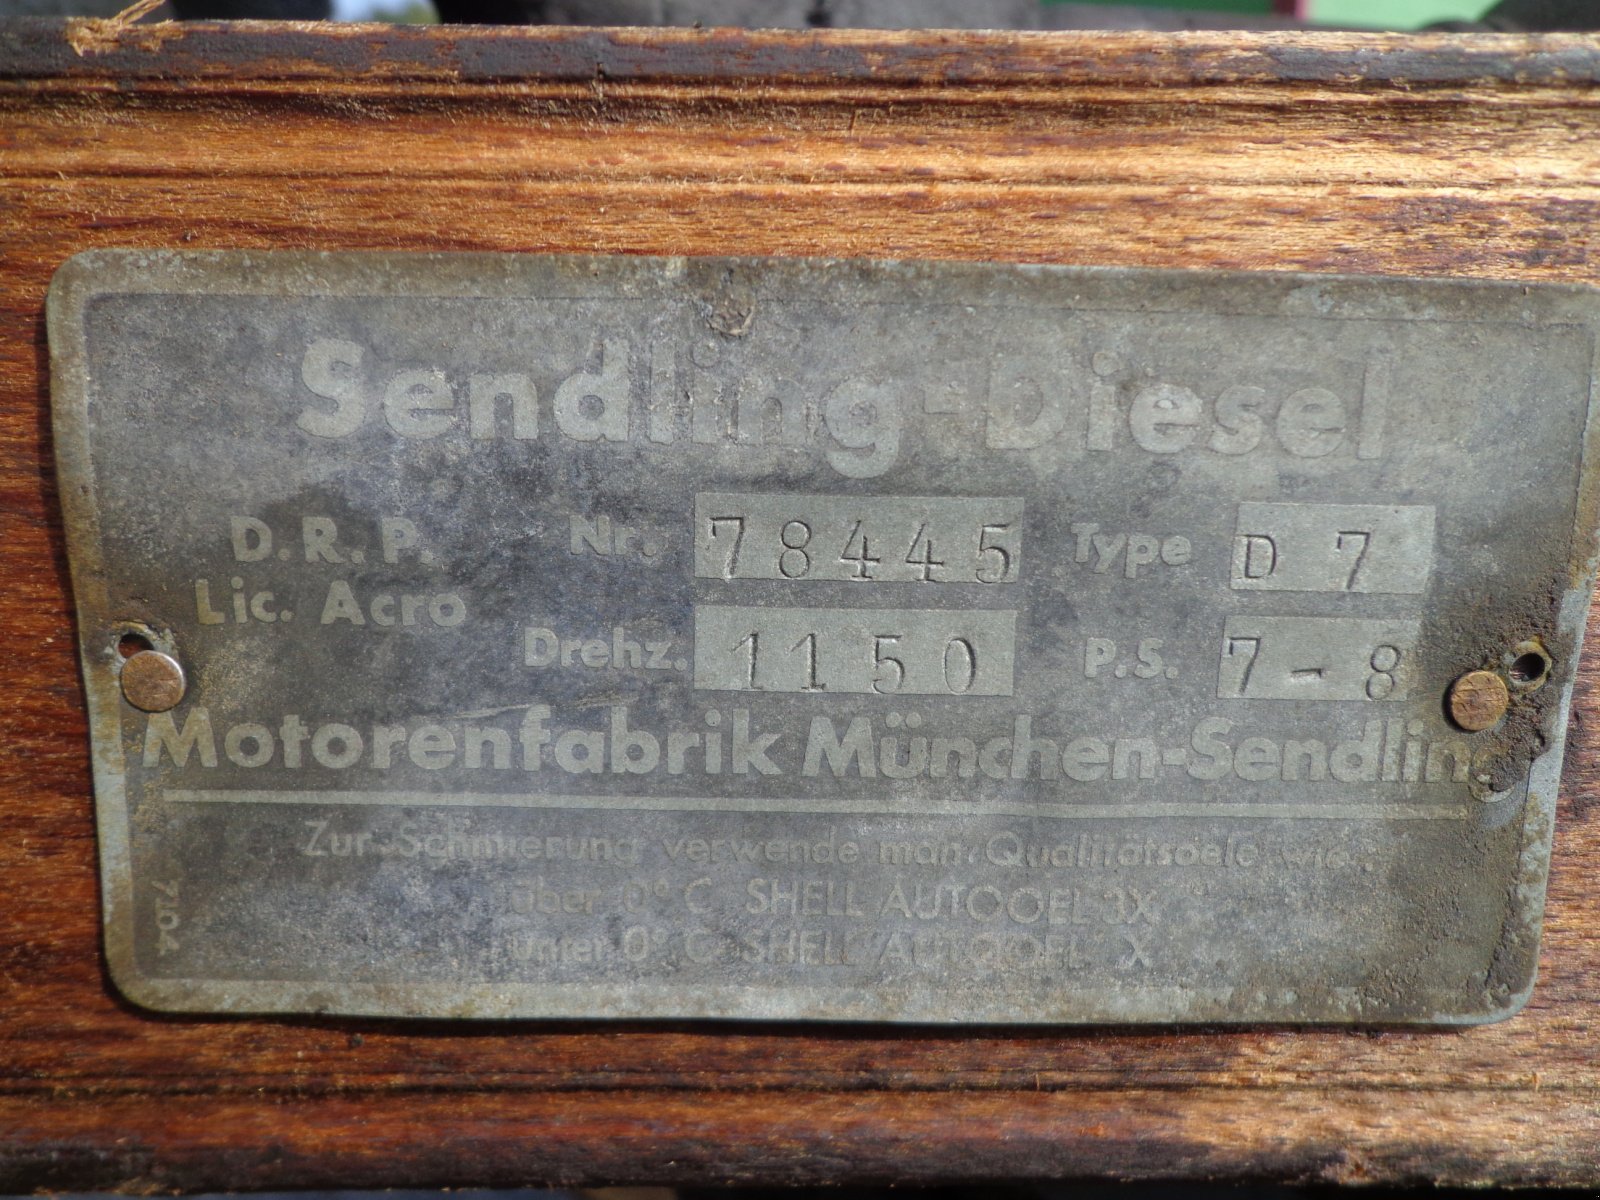 Sendling-Diesel
D.R.P. Nr. 78445 Type D 7
Lic. Acro
Drehz. 1150 P.S. 7-8
Motorenfabrik München-Sendling
Zur Schmierung verwende man Qualitätsoele wie:
über 0° C SHELL AUTOOEL 3X
unter 0° C SHELL AUTOOEL X
7104